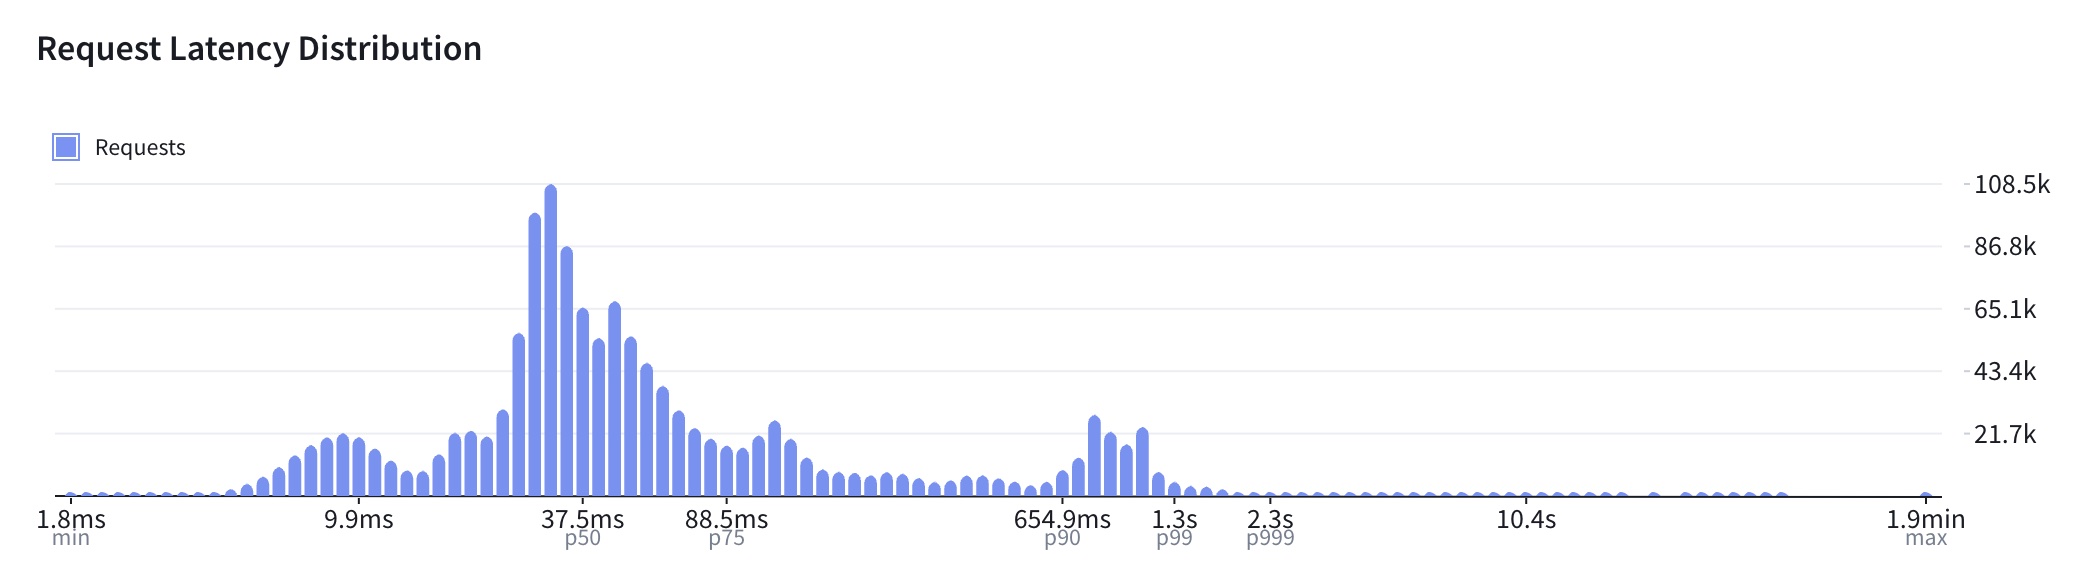 Request Latency Distribution
Requests
108.5k
86.8k
65.1k
43.4k
21.7k
1.8ms 9.9ms 37.5ms 88.5ms 654.9ms 1.3s 2.3s 10.4s 1.9min
min p50 p75 p90 p99 p999 max